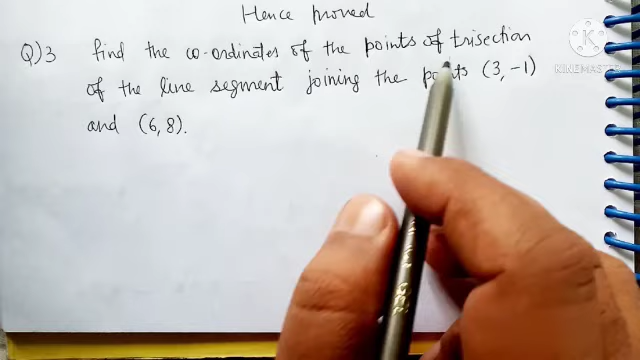 Hence proved
Q)3 find the co-ordinates of the points of trisection
of the line segment joining the points (3, -1)
and (6, 8).
KINEMASTER